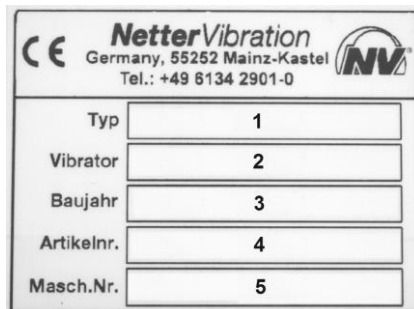 CE NetterVibration
Germany, 55252 Mainz-Kastel
Tel.: +49 6134 2901-0
NV
Typ 1
Vibrator 2
Baujahr 3
Artikelnr. 4
Masch.Nr. 5